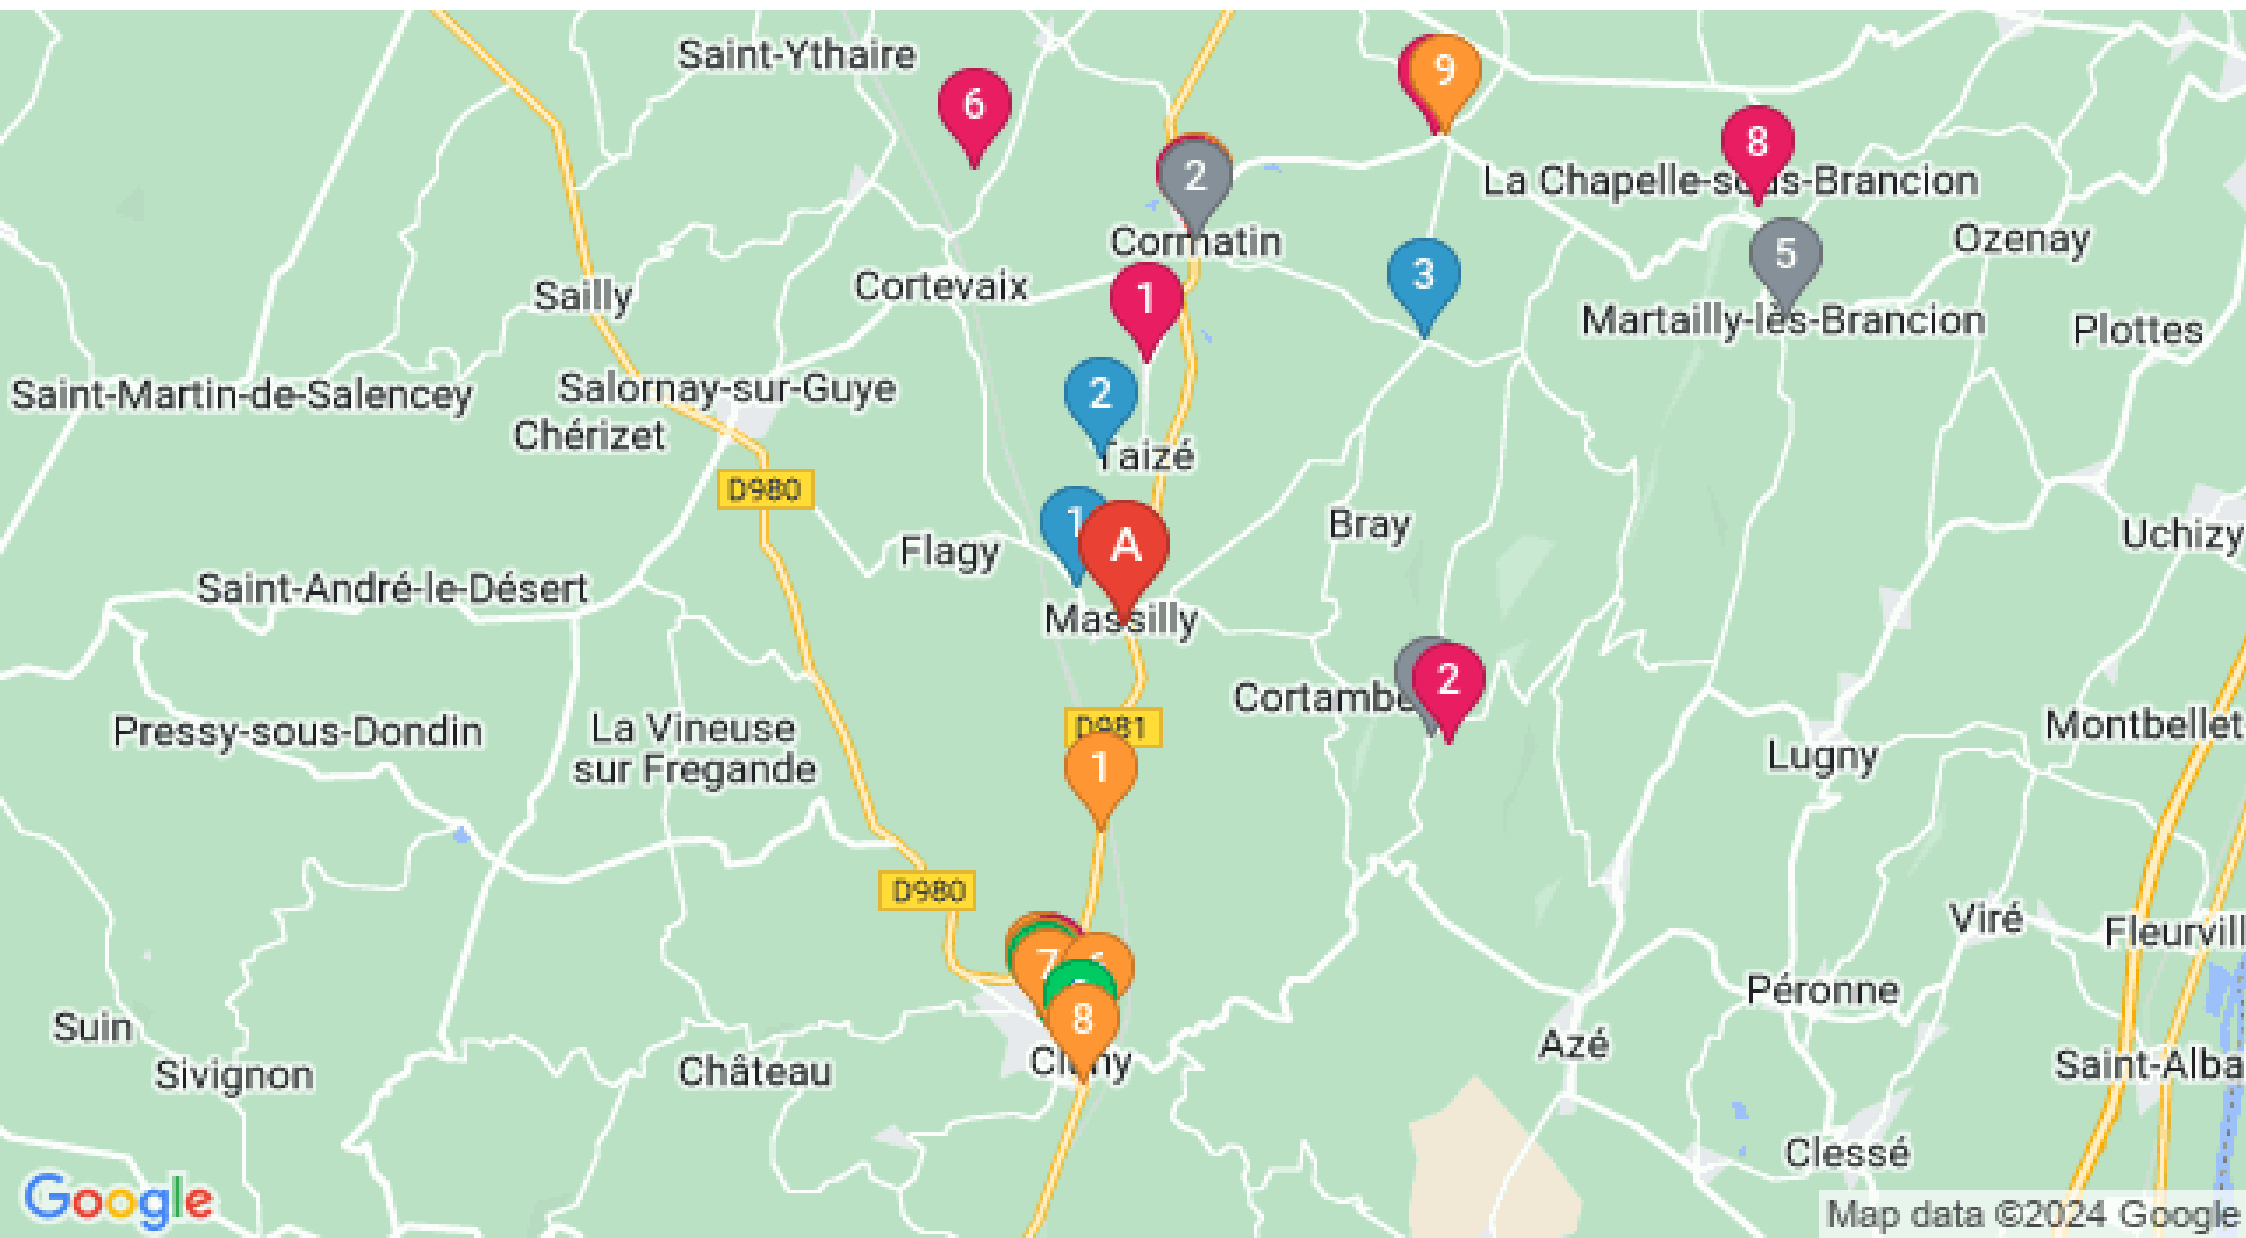 Saint-Ythaire
6
9
8
La Chapelle-sous-Brancion
2
Cormatin
5
Ozenay
3
Cortevaix
Sailly
1
Martailly-lès-Brancion
Plottes
Saint-Martin-de-Salencey
Salornay-sur-Guye
2
Chérizet
Taizé
D980
1
A
Bray
Uchizy
Flagy
Saint-André-le-Désert
Massilly
2
Pressy-sous-Dondin
La Vineuse
sur Fregande
D981
Montbellet
Lugny
1
D980
Viré
7
Péronne
8
Suin
Azé
Sivignon
Château
Cluny
Clessé
Google
Map data ©2024 Google